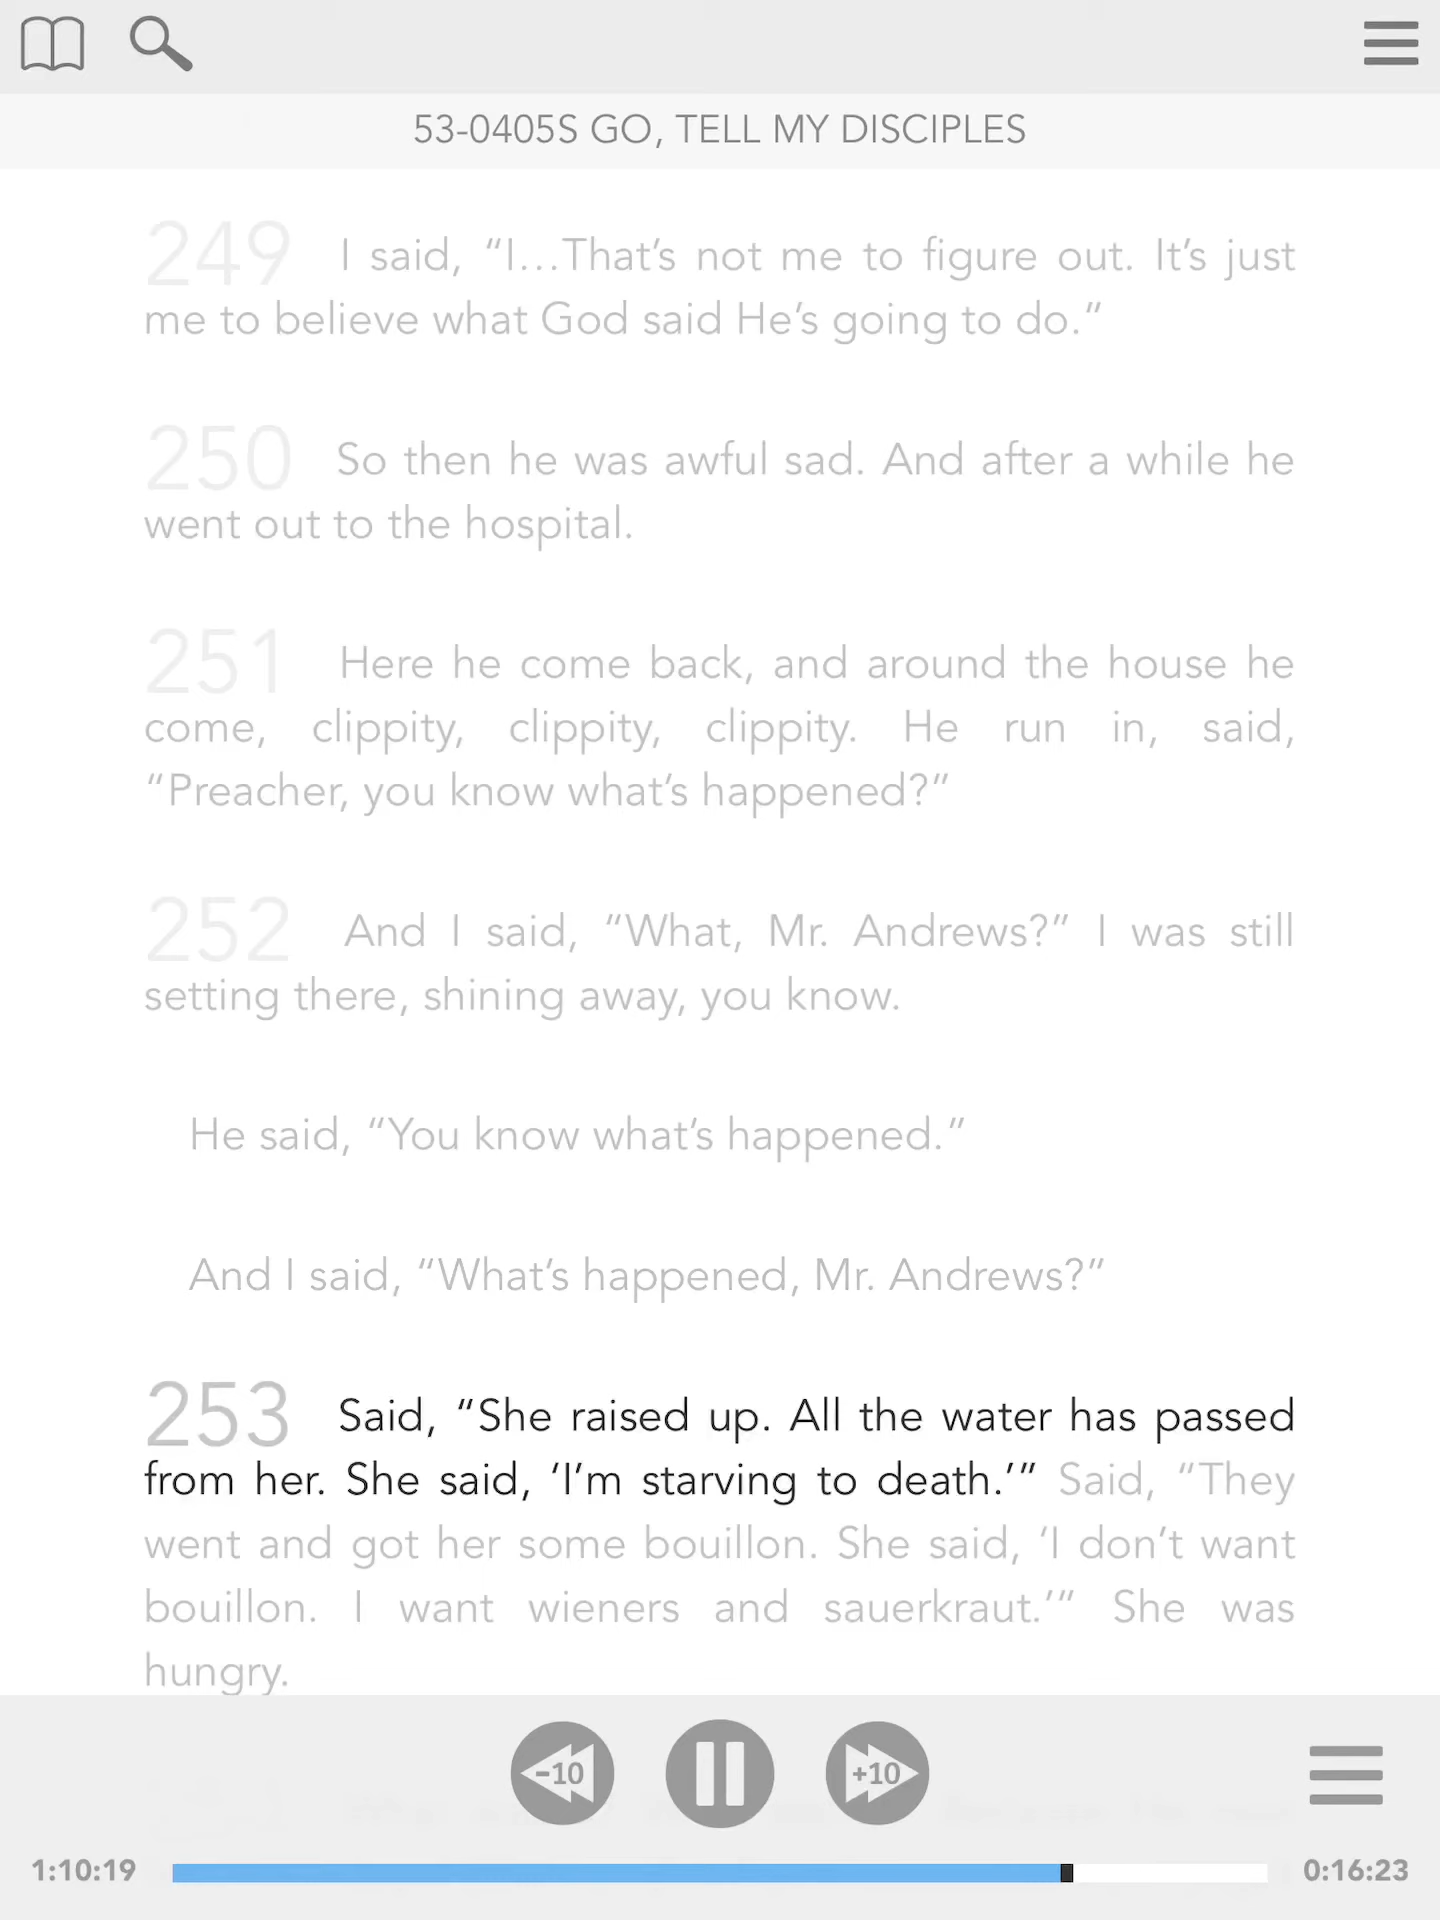 53-0405S GO, TELL MY DISCIPLES
249 I said, “I…That’s not me to figure out. It’s just
me to believe what God said He’s going to do.”
250 So then he was awful sad. And after a while he
went out to the hospital.
251 Here he come back, and around the house he
come, clippity, clippity, clippity. He run in, said,
“Preacher, you know what’s happened?”
252 And I said, “What, Mr. Andrews?” I was still
setting there, shining away, you know.
He said, “You know what’s happened.”
And I said, “What’s happened, Mr. Andrews?”
253 Said, “She raised up. All the water has passed
from her. She said, ‘I’m starving to death.’” Said, “They
went and got her some bouillon. She said, ‘I don’t want
bouillon. I want wieners and sauerkraut.’” She was
hungry.
-10 +10
1:10:19 0:16:23